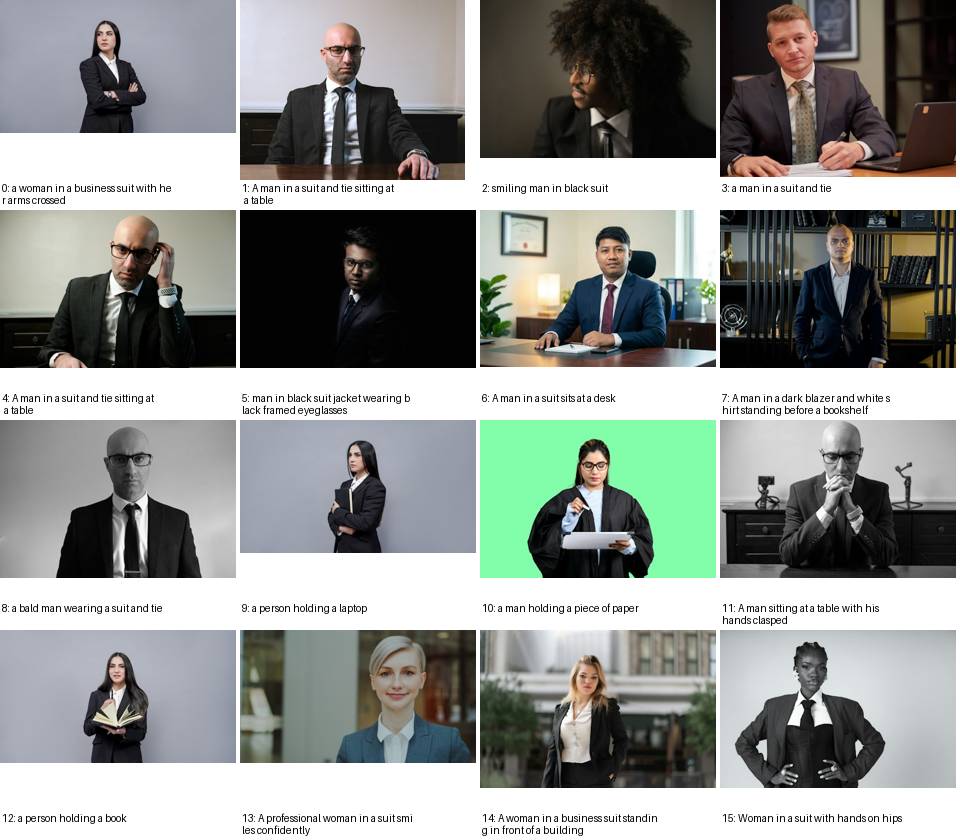 0: a woman in a business suit with he
r arms crossed
1: A man in a suit and tie sitting at
a table
2: smiling man in black suit
3: a man in a suit and tie
4: A man in a suit and tie sitting at
a table
5: man in black suit jacket wearing b
lack framed eyeglasses
6: A man in a suit sits at a desk
7: A man in a dark blazer and white s
hirt standing before a bookshelf
8: a bald man wearing a suit and tie
9: a person holding a laptop
10: a man holding a piece of paper
11: A man sitting at a table with his
hands clasped
12: a person holding a book
13: A professional woman in a suit smi
les confidently
14: A woman in a business suit standin
g in front of a building
15: Woman in a suit with hands on hips